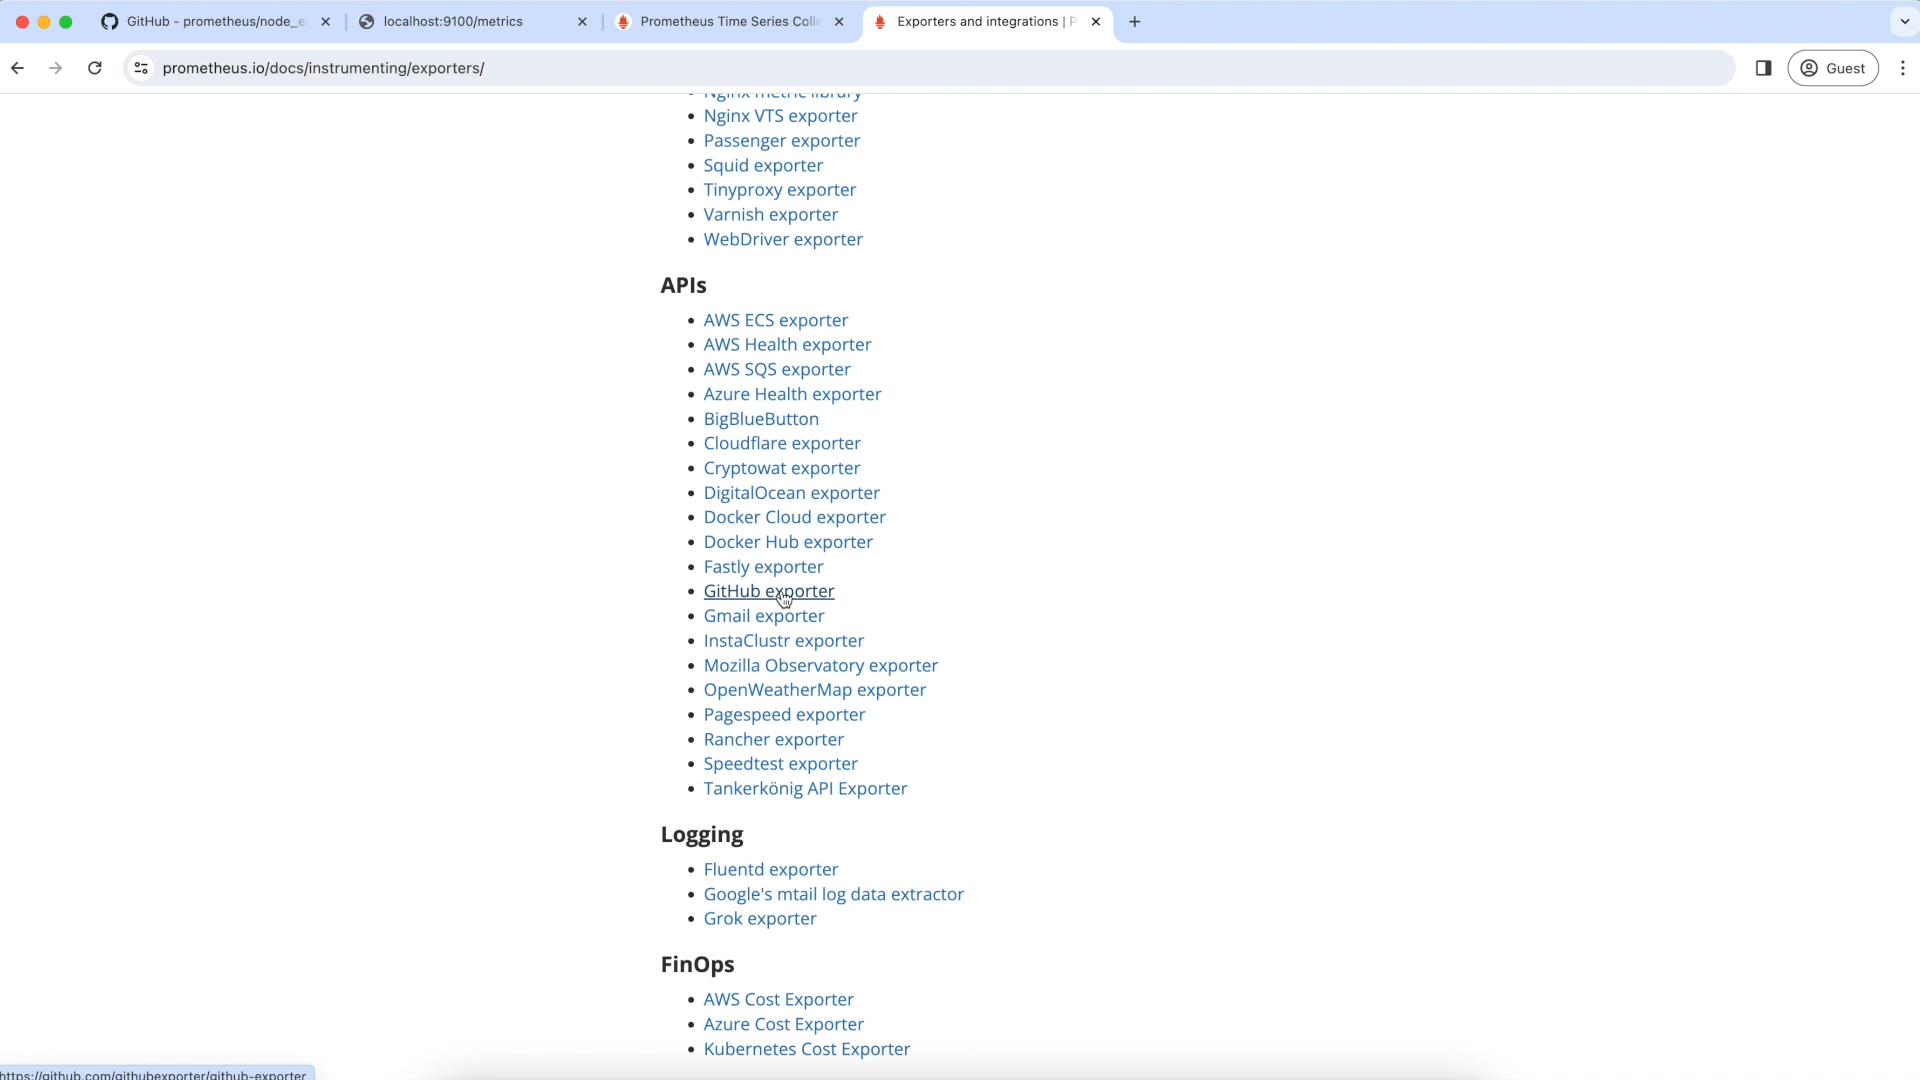 GitHub - prometheus/node_e
localhost:9100/metrics
Prometheus Time Series Colle
Exporters and integrations | P
prometheus.io/docs/instrumenting/exporters/
Guest
Nginx metric library
Nginx VTS exporter
Passenger exporter
Squid exporter
Tinyproxy exporter
Varnish exporter
WebDriver exporter
APIs
AWS ECS exporter
AWS Health exporter
AWS SQS exporter
Azure Health exporter
BigBlueButton
Cloudflare exporter
Cryptowat exporter
DigitalOcean exporter
Docker Cloud exporter
Docker Hub exporter
Fastly exporter
GitHub exporter
Gmail exporter
InstaClustr exporter
Mozilla Observatory exporter
OpenWeatherMap exporter
Pagespeed exporter
Rancher exporter
Speedtest exporter
Tankerkönig API Exporter
Logging
Fluentd exporter
Google's mtail log data extractor
Grok exporter
FinOps
AWS Cost Exporter
Azure Cost Exporter
Kubernetes Cost Exporter
https://github.com/githubexporter/github-exporter